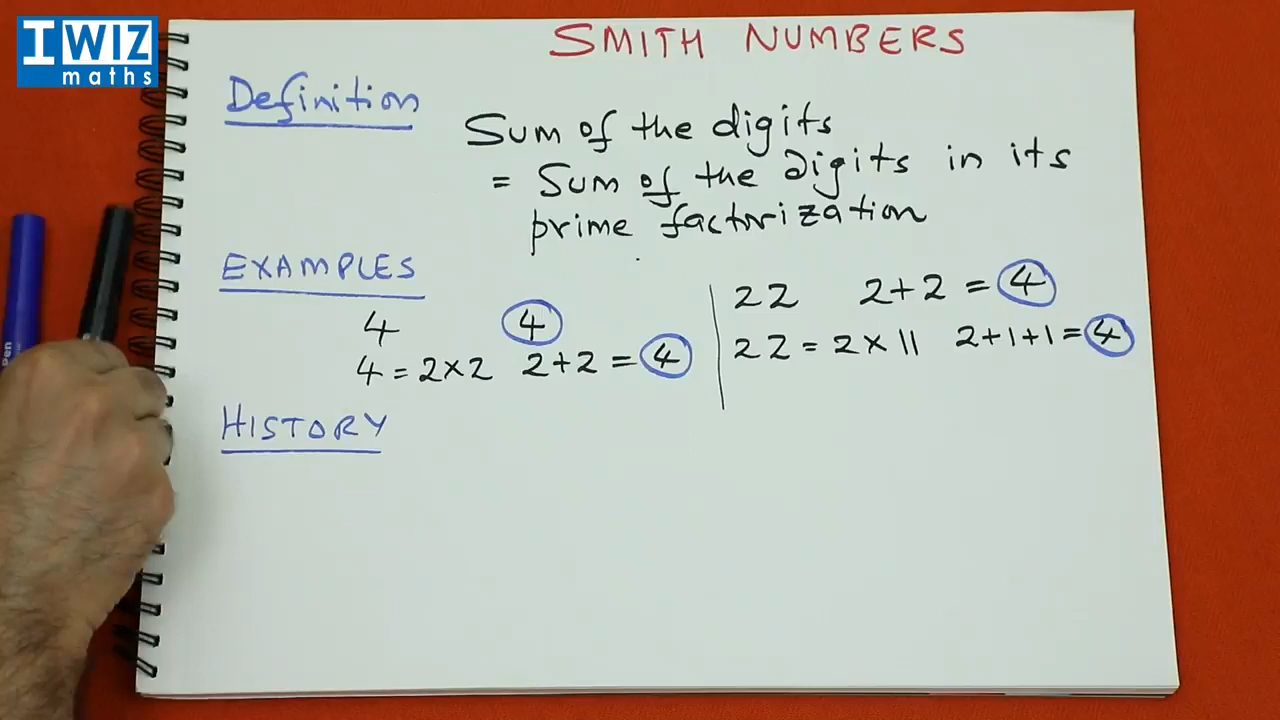 I WIZ
maths
SMITH NUMBERS
Definition
Sum of the digits
= Sum of the digits in its
prime factorization
EXAMPLES
4 4
4 = 2×2 2+2 = 4
22 2+2 = 4
22 = 2×11 2+1+1 = 4
HISTORY